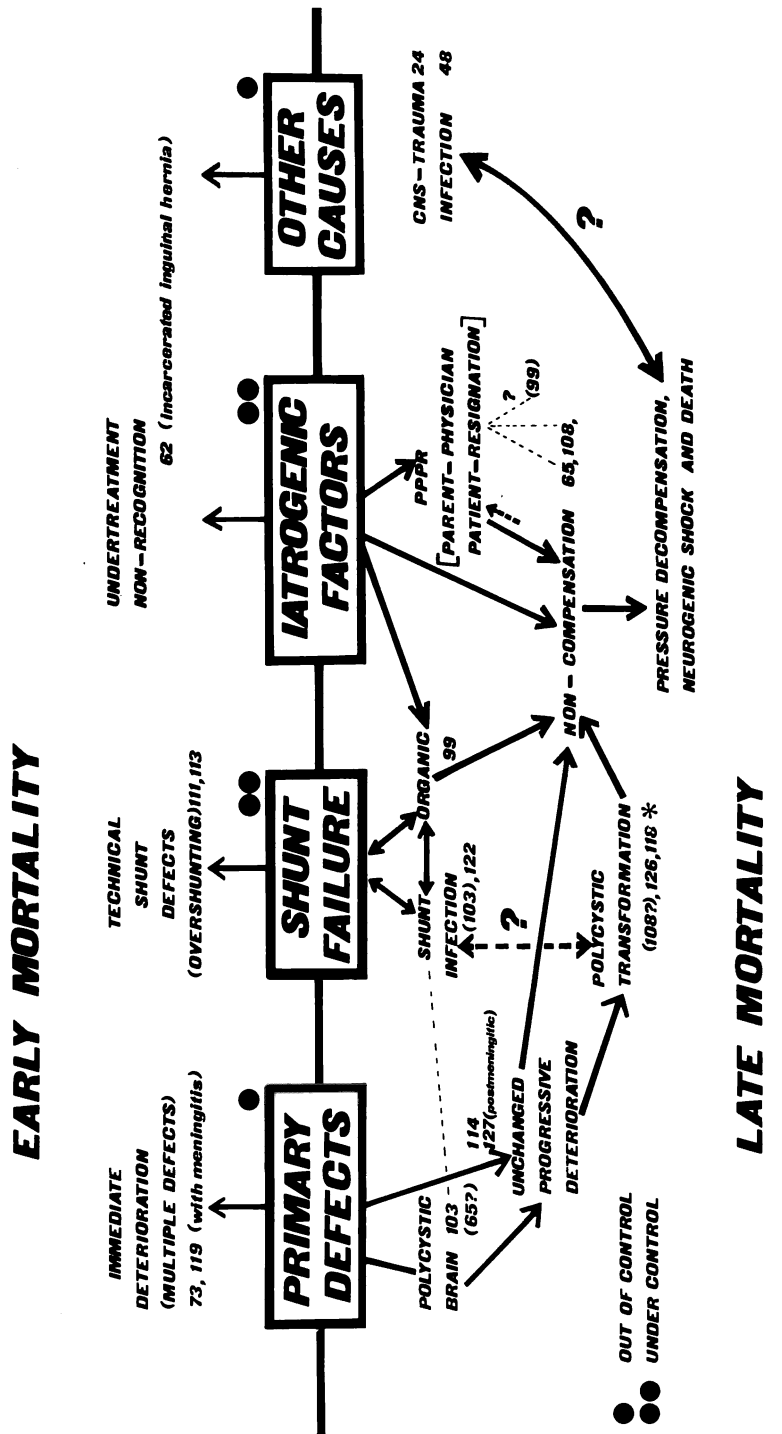 EARLY MORTALITY
IMMEDIATE
DETERIORATION
(MULTIPLE DEFECTS)
73, 119 (with meningitis)
TECHNICAL
SHUNT
DEFECTS
(OVERSHUNTING)111,113
UNDERTREATMENT
NON-RECOGNITION
62 (incarcerated inguinal hernia)
PRIMARY
DEFECTS
SHUNT
FAILURE
IATROGENIC
FACTORS
OTHER
CAUSES
POLYCYSTIC
BRAIN 103
(65?)
114
127(postmeningitic)
UNCHANGED
PROGRESSIVE
DETERIORATION
SHUNT
INFECTION
(103),122
ORGANIC
99
?
POLYCYSTIC
TRANSFORMATION
(108?),126,118 *
PPPR
[PARENT-PHYSICIAN
PATIENT-RESIGNATION]
?
(99)
65,108,
NON-COMPENSATION
CNS-TRAUMA 24
INFECTION 48
?
PRESSURE DECOMPENSATION,
NEUROGENIC SHOCK AND DEATH
OUT OF CONTROL
UNDER CONTROL
LATE MORTALITY